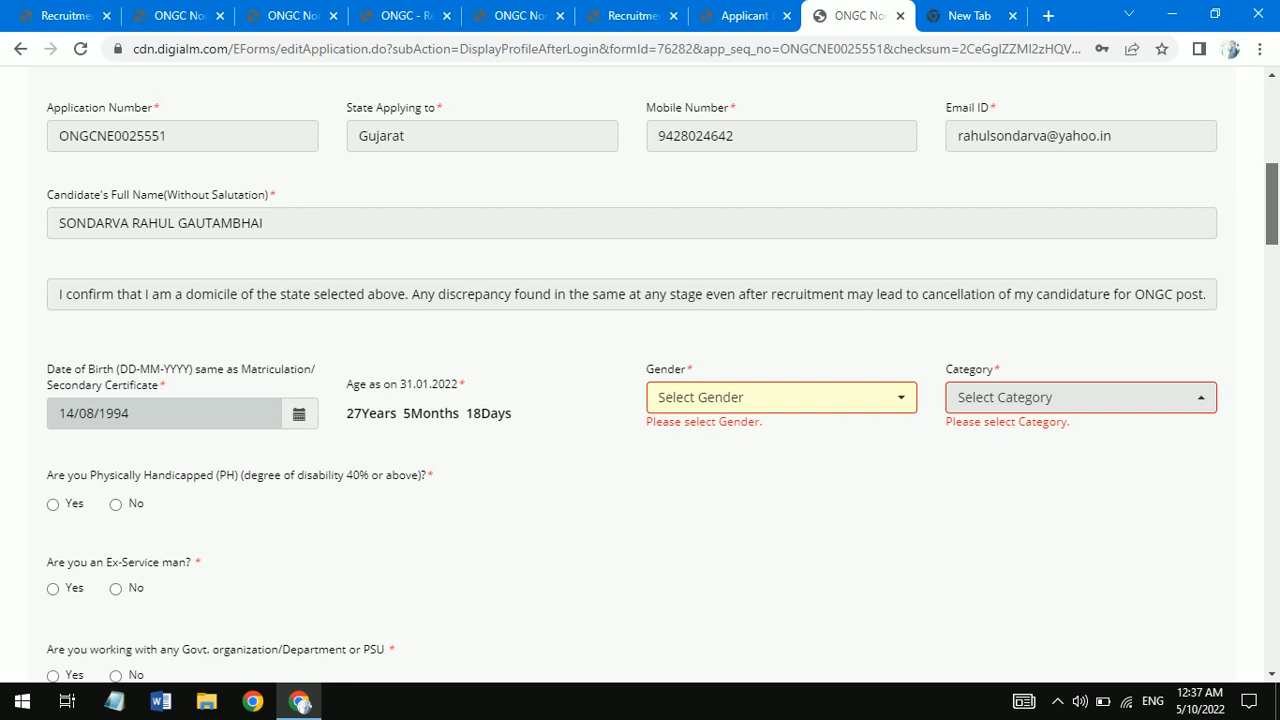 Recruitmen
ONGC Non
ONGC Non
ONGC - Re
ONGC Non
Recruitme
Applicant
ONGC Non
New Tab
cdn.digialm.com/EForms/editApplication.do?subAction=DisplayProfileAfterLogin&formId=76282&app_seq_no=ONGCNE0025551&checksum=2CeGgIZZMI2zHQV...
Application Number*
State Applying to*
Mobile Number*
Email ID*
ONGCNE0025551
Gujarat
9428024642
rahulsondarva@yahoo.in
Candidate's Full Name(Without Salutation)*
SONDARVA RAHUL GAUTAMBHAI
I confirm that I am a domicile of the state selected above. Any discrepancy found in the same at any stage even after recruitment may lead to cancellation of my candidature for ONGC post.
Date of Birth (DD-MM-YYYY) same as Matriculation/
Secondary Certificate*
Age as on 31.01.2022*
Gender*
Category*
14/08/1994
27Years 5Months 18Days
Select Gender
Select Category
Please select Gender.
Please select Category.
Are you Physically Handicapped (PH) (degree of disability 40% or above)?*
Yes
No
Are you an Ex-Service man? *
Yes
No
Are you working with any Govt. organization/Department or PSU *
Yes
No
ENG
12:37 AM
5/10/2022